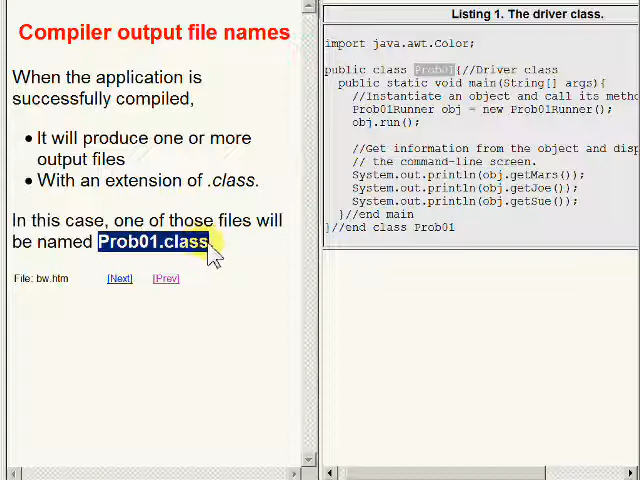 Compiler output file names
When the application is
successfully compiled,
• It will produce one or more
output files
• With an extension of .class.
In this case, one of those files will
be named Prob01.class.
File: bw.htm [Next] [Prev]
Listing 1. The driver class.
import java.awt.Color;
public class Prob01{//Driver class
public static void main(String[] args){
//Instantiate an object and call its
Prob01Runner obj = new Prob01Runner();
obj.run();
//Get information from the object and
// the command-line screen.
System.out.println(obj.getMars());
System.out.println(obj.getJoe());
System.out.println(obj.getSue());
}//end main
}//end class Prob01